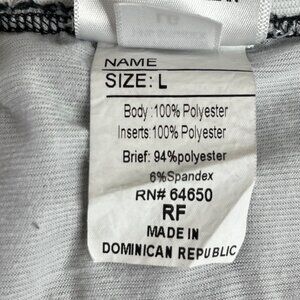 NAME
SIZE: L
Body: 100% Polyester
Inserts: 100% Polyester
Brief: 94% polyester
6% Spandex
RN# 64650
RF
MADE IN
DOMINICAN REPUBLIC